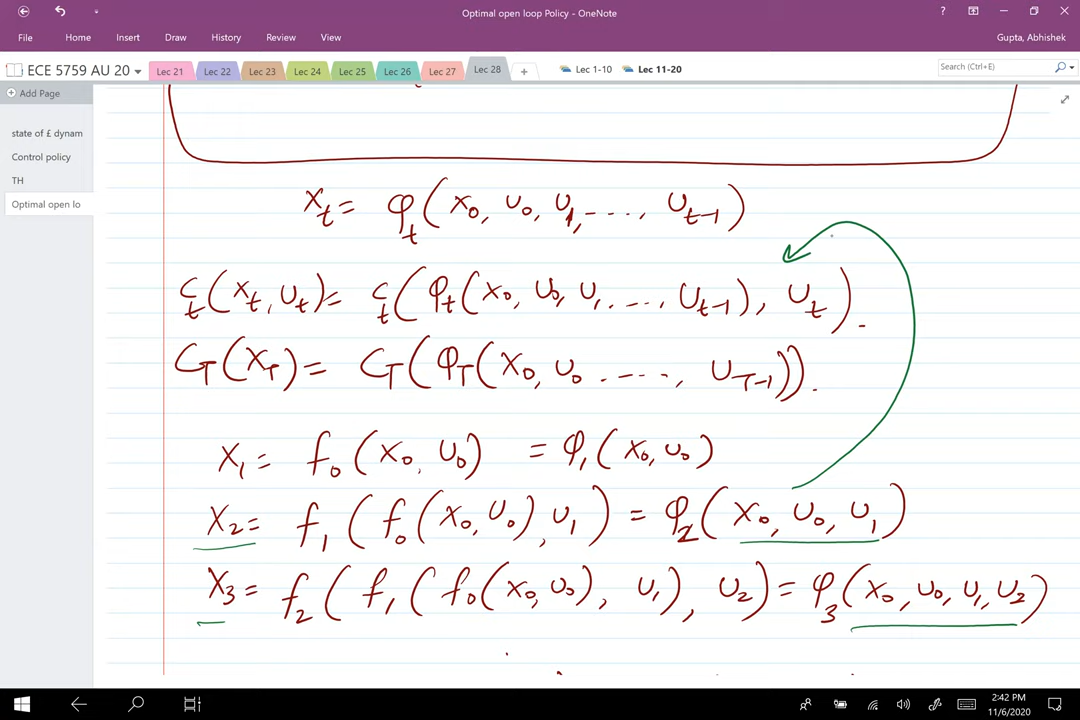 Optimal open loop Policy - OneNote
?
File Home Insert Draw History Review View Gupta, Abhishek
ECE 5759 AU 20 Lec 21 Lec 22 Lec 23 Lec 24 Lec 25 Lec 26 Lec 27 Lec 28 + Lec 1-10 Lec 11-20 Search (Ctrl+E)
Add Page
state of £ dynam
Control policy
TH
Optimal open lo
x_t = φ_t(x_0, u_0, u_1, ...., u_{t-1})
c_t(x_t, u_t) = c_t(φ_t(x_0, u_0, u_1, ...., u_{t-1}), u_t).
C_T(x_T) = C_T(φ_T(x_0, u_0 ....., u_{T-1})).
x_1 = f_0(x_0, u_0) = φ_1(x_0, u_0)
x_2 = f_1(f_0(x_0, u_0), u_1) = φ_2(x_0, u_0, u_1)
x_3 = f_2(f_1(f_0(x_0, u_0), u_1), u_2) = φ_3(x_0, u_0, u_1, u_2)
2:42 PM
11/6/2020